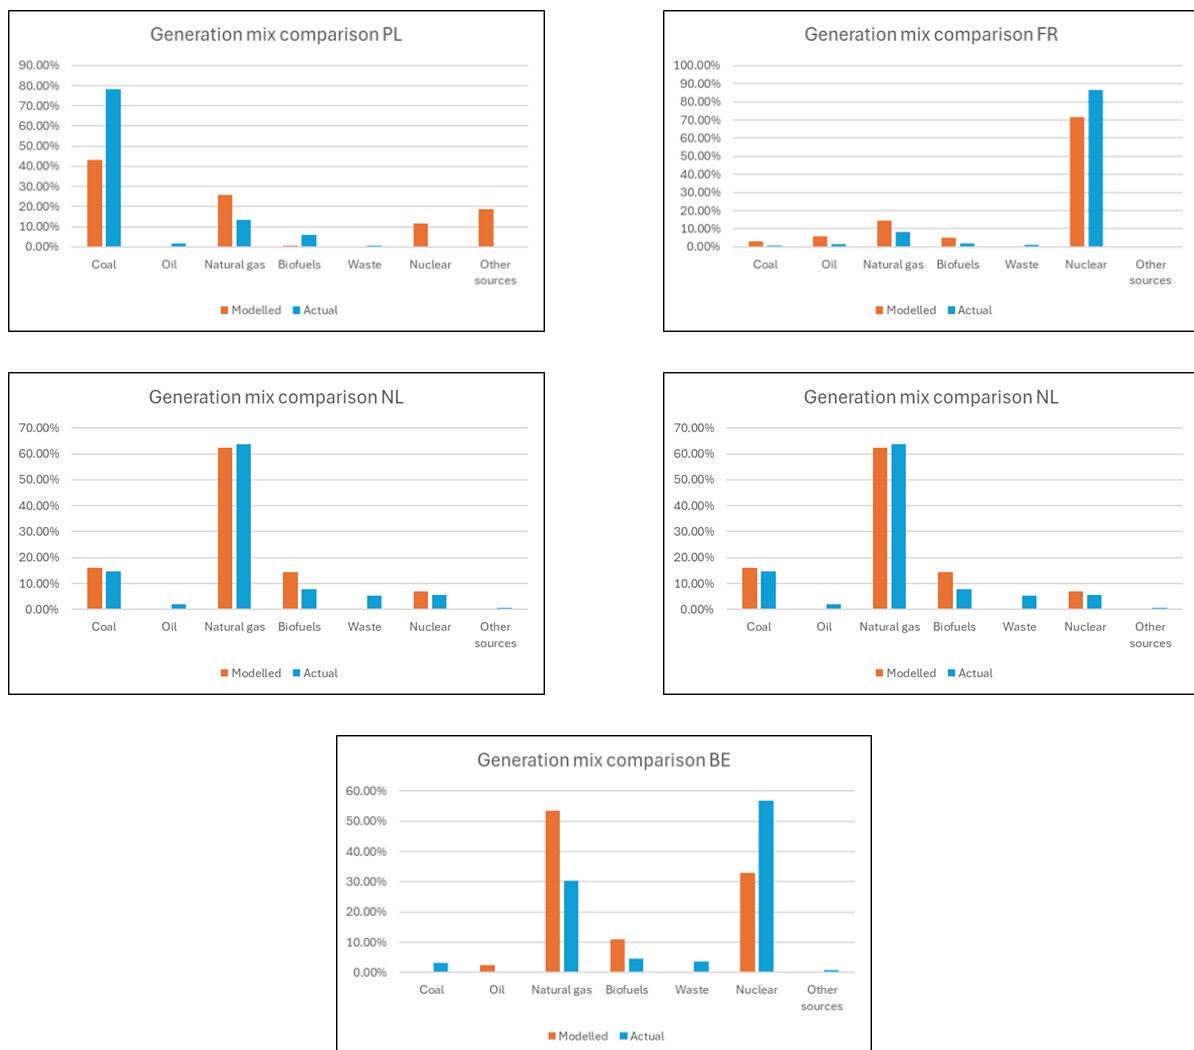 Generation mix comparison PL
90.00%
80.00%
70.00%
60.00%
50.00%
40.00%
30.00%
20.00%
10.00%
0.00%
Coal Oil Natural gas Biofuels Waste Nuclear Other
sources
Modelled Actual
Generation mix comparison FR
100.00%
90.00%
80.00%
70.00%
60.00%
50.00%
40.00%
30.00%
20.00%
10.00%
0.00%
Coal Oil Natural gas Biofuels Waste Nuclear Other
sources
Modelled Actual
Generation mix comparison NL
70.00%
60.00%
50.00%
40.00%
30.00%
20.00%
10.00%
0.00%
Coal Oil Natural gas Biofuels Waste Nuclear Other
sources
Modelled Actual
Generation mix comparison NL
70.00%
60.00%
50.00%
40.00%
30.00%
20.00%
10.00%
0.00%
Coal Oil Natural gas Biofuels Waste Nuclear Other
sources
Modelled Actual
Generation mix comparison BE
60.00%
50.00%
40.00%
30.00%
20.00%
10.00%
0.00%
Coal Oil Natural gas Biofuels Waste Nuclear Other
sources
Modelled Actual